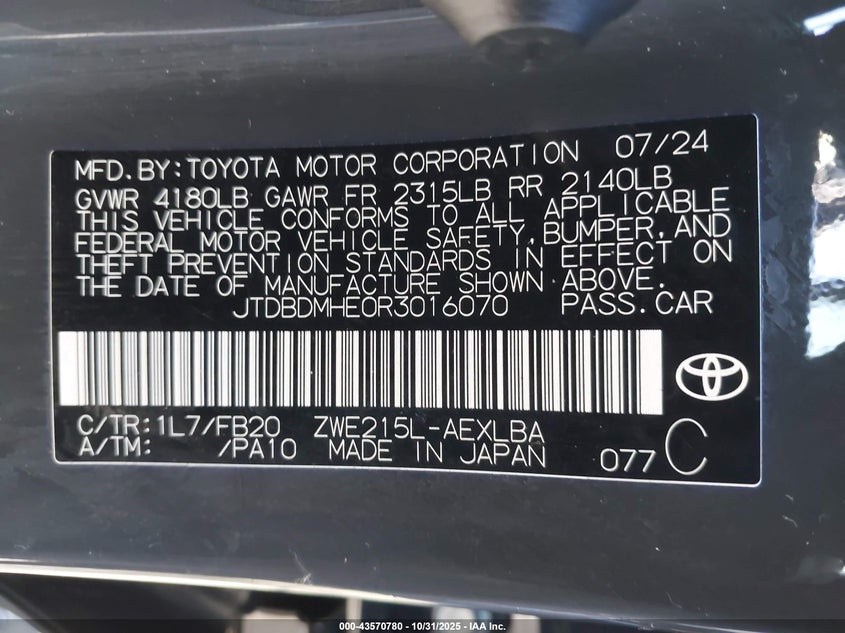 MFD.BY:TOYOTA MOTOR CORPORATION 07/24
GVWR 4180LB GAWR FR 2315LB RR 2140LB
THIS VEHICLE CONFORMS TO ALL APPLICABLE
FEDERAL MOTOR VEHICLE SAFETY,BUMPER,AND
THEFT PREVENTION STANDARDS IN EFFECT ON
THE DATE OF MANUFACTURE SHOWN ABOVE.
JTDBDMHE0R3016070 PASS.CAR
C/TR:1L7/FB20 ZWE215L-AEXLBA
A/TM: /PA10 MADE IN JAPAN 077 C
000-43570780 - 10/31/2025 - IAA Inc.